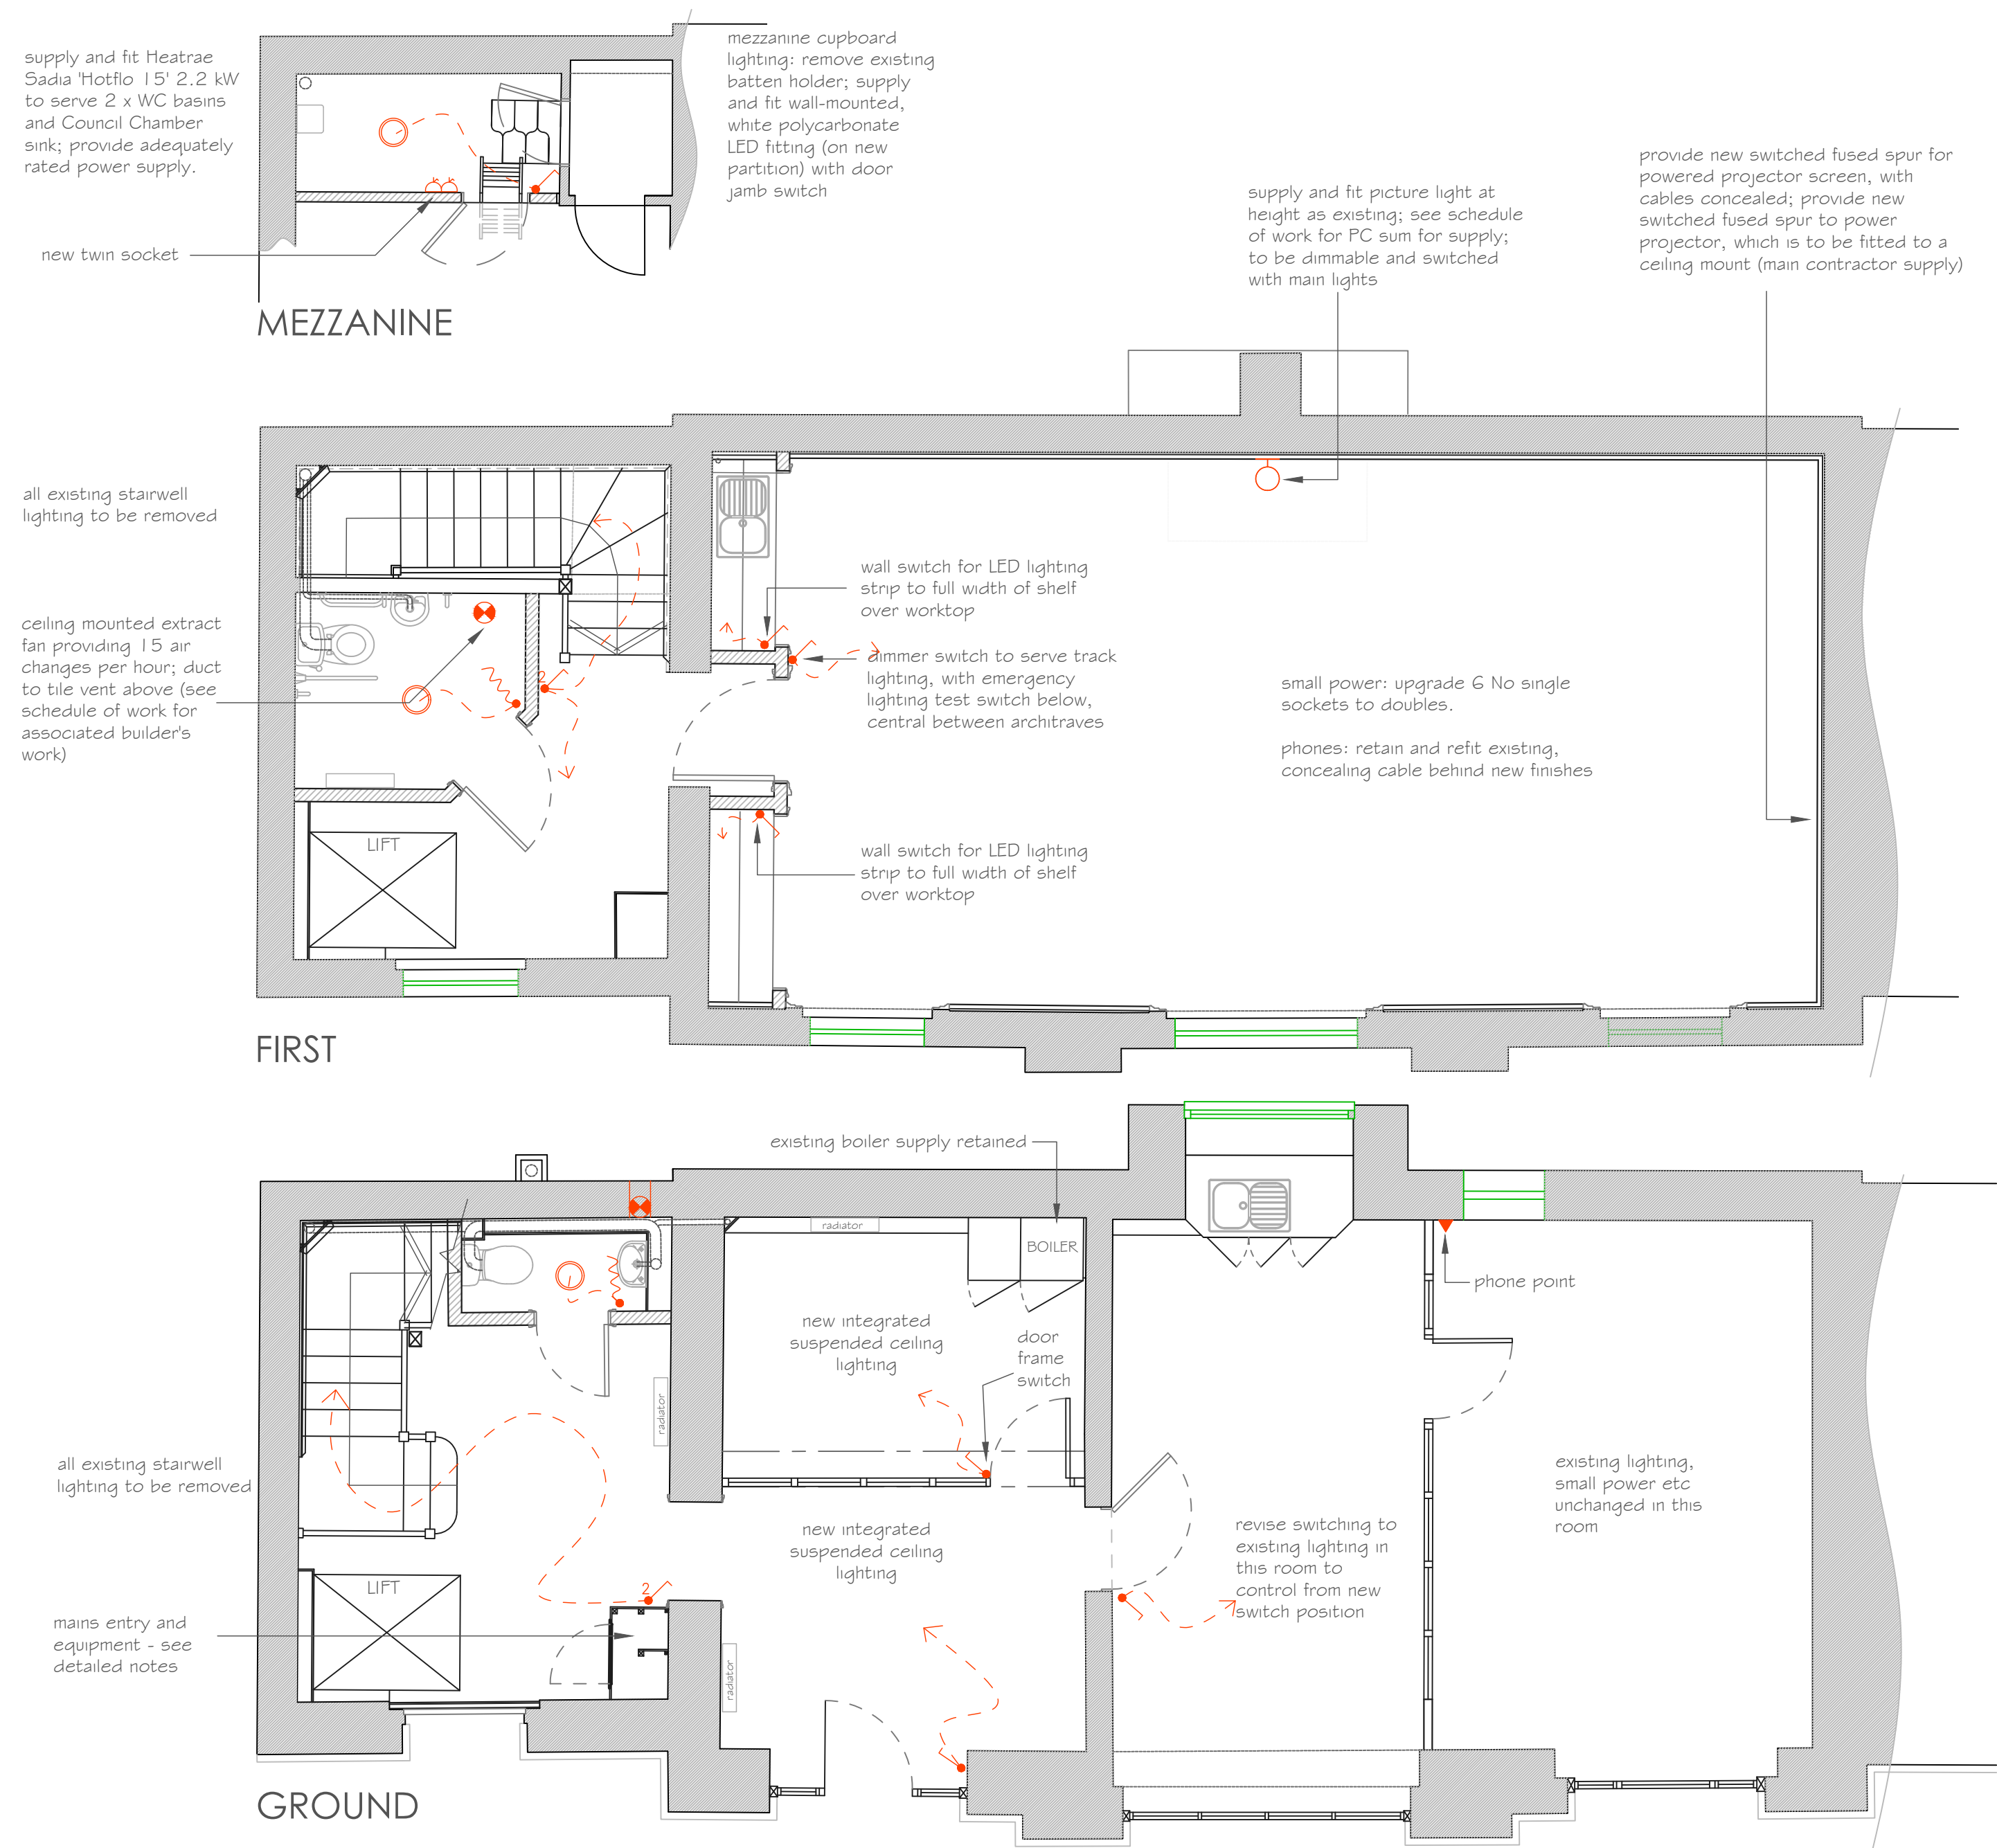 supply and fit Heatrae
Sadia 'Hotflo 15' 2.2 kW
to serve 2 x WC basins
and Council Chamber
sink; provide adequately
rated power supply.
new twin socket
mezzanine cupboard
lighting: remove existing
batten holder; supply
and fit wall-mounted,
white polycarbonate
LED fitting (on new
partition) with door
jamb switch
MEZZANINE
supply and fit picture light at
height as existing; see schedule
of work for PC sum for supply;
to be dimmable and switched
with main lights
provide new switched fused spur for
powered projector screen, with
cables concealed; provide new
switched fused spur to power
projector, which is to be fitted to a
ceiling mount (main contractor supply)
all existing stairwell
lighting to be removed
ceiling mounted extract
fan providing 15 air
changes per hour; duct
to tile vent above (see
schedule of work for
associated builder's
work)
2
LIFT
wall switch for LED lighting
strip to full width of shelf
over worktop
dimmer switch to serve track
lighting, with emergency
lighting test switch below,
central between architraves
wall switch for LED lighting
strip to full width of shelf
over worktop
small power: upgrade 6 No single
sockets to doubles.
phones: retain and refit existing,
concealing cable behind new finishes
FIRST
existing boiler supply retained
radiator
BOILER
phone point
new integrated
suspended ceiling
lighting
door
frame
switch
radiator
all existing stairwell
lighting to be removed
new integrated
suspended ceiling
lighting
revise switching to
existing lighting in
this room to
control from new
switch position
existing lighting,
small power etc
unchanged in this
room
2
LIFT
mains entry and
equipment - see
detailed notes
radiator
GROUND